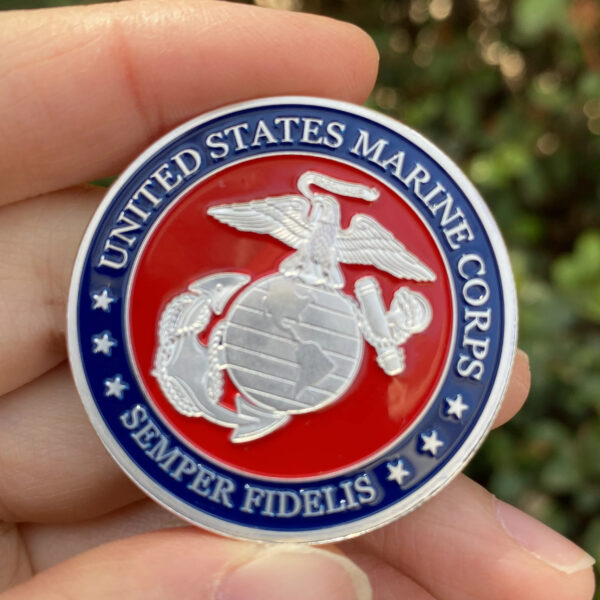 UNITED STATES MARINE CORPS
SEMPER FIDELIS